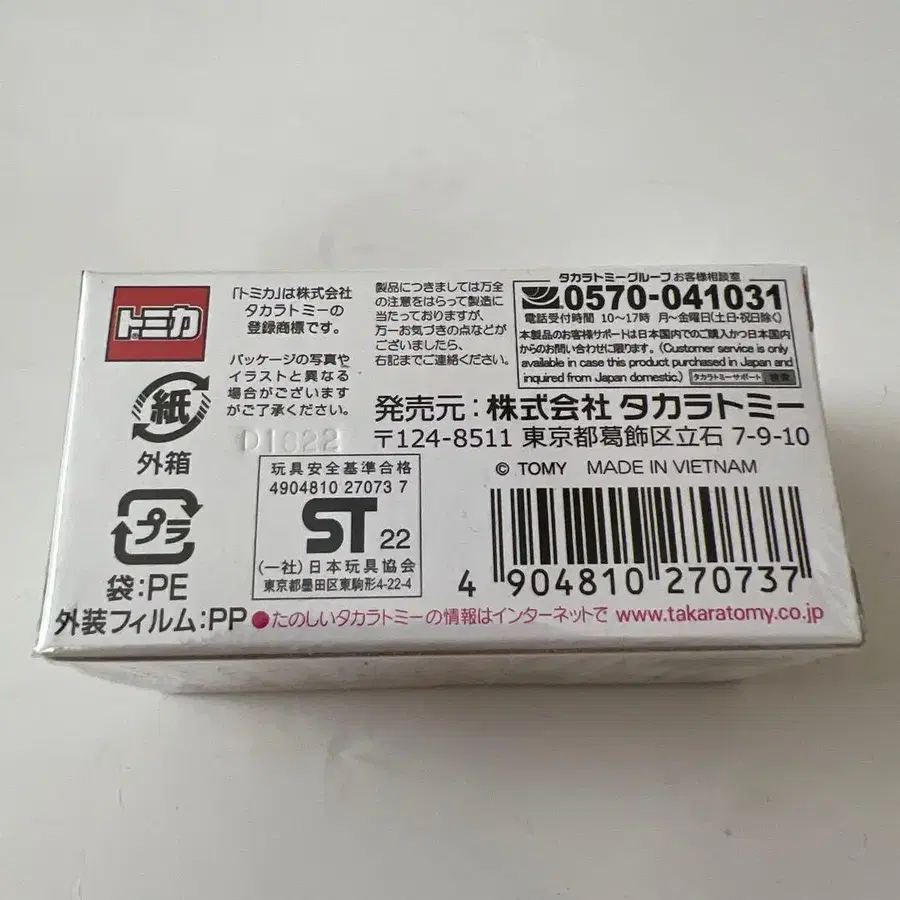 トミカ
「トミカ」は株式会社
タカラトミーの
登録商標です。
パッケージの写真や
イラストと異なる
場合がございます
がご了承ください。
製品につきましては万全
の注意をはらって製造に
当たっておりますが、
万一お気づきの点などが
ございましたら、
右記までご連絡ください。
タカラトミーグループ お客様相談室
0570-041031
電話受付時間 10〜17時 月〜金曜日(土・日・祝日除く)
本製品のお客様サポートは日本国内でのご購入かつ日本国内
からのお問い合わせに限ります。(Customer service is only
available in case this product purchased in Japan and
inquired from Japan domestic.) タカラトミーサポート 検索
紙
外箱
D1622
発売元:株式会社 タカラトミー
〒124-8511 東京都葛飾区立石 7-9-10
© TOMY MADE IN VIETNAM
プラ
袋:PE
外装フィルム:PP
玩具安全基準合格
4904810 27073 7
ST 22
(一社)日本玩具協会
東京都墨田区東駒形4-22-4
4 904810 270737
●たのしいタカラトミーの情報はインターネットで www.takaratomy.co.jp